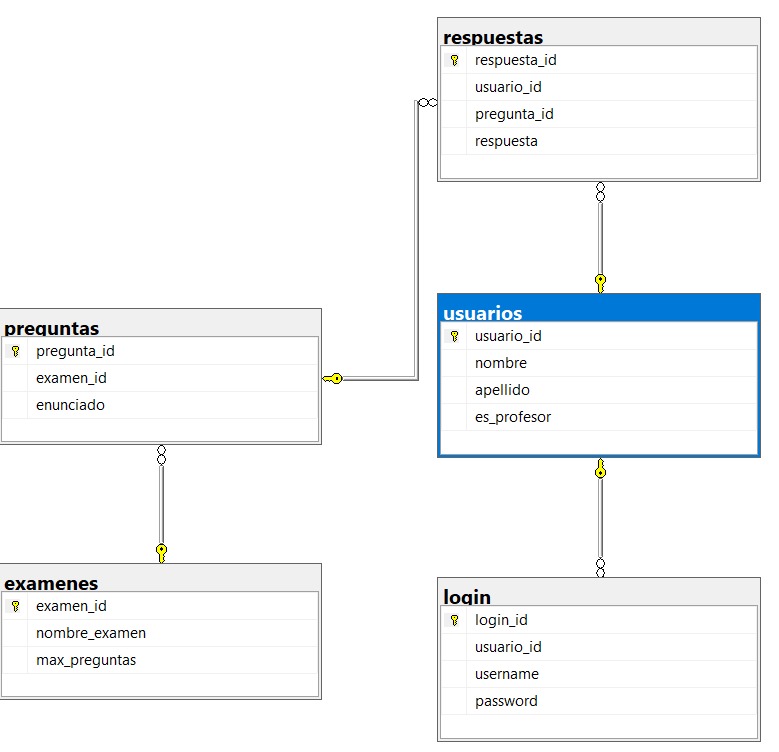 respuestas
respuesta_id
usuario_id
pregunta_id
respuesta
usuarios
usuario_id
nombre
apellido
es_profesor
preguntas
pregunta_id
examen_id
enunciado
examenes
examen_id
nombre_examen
max_preguntas
login
login_id
usuario_id
username
password